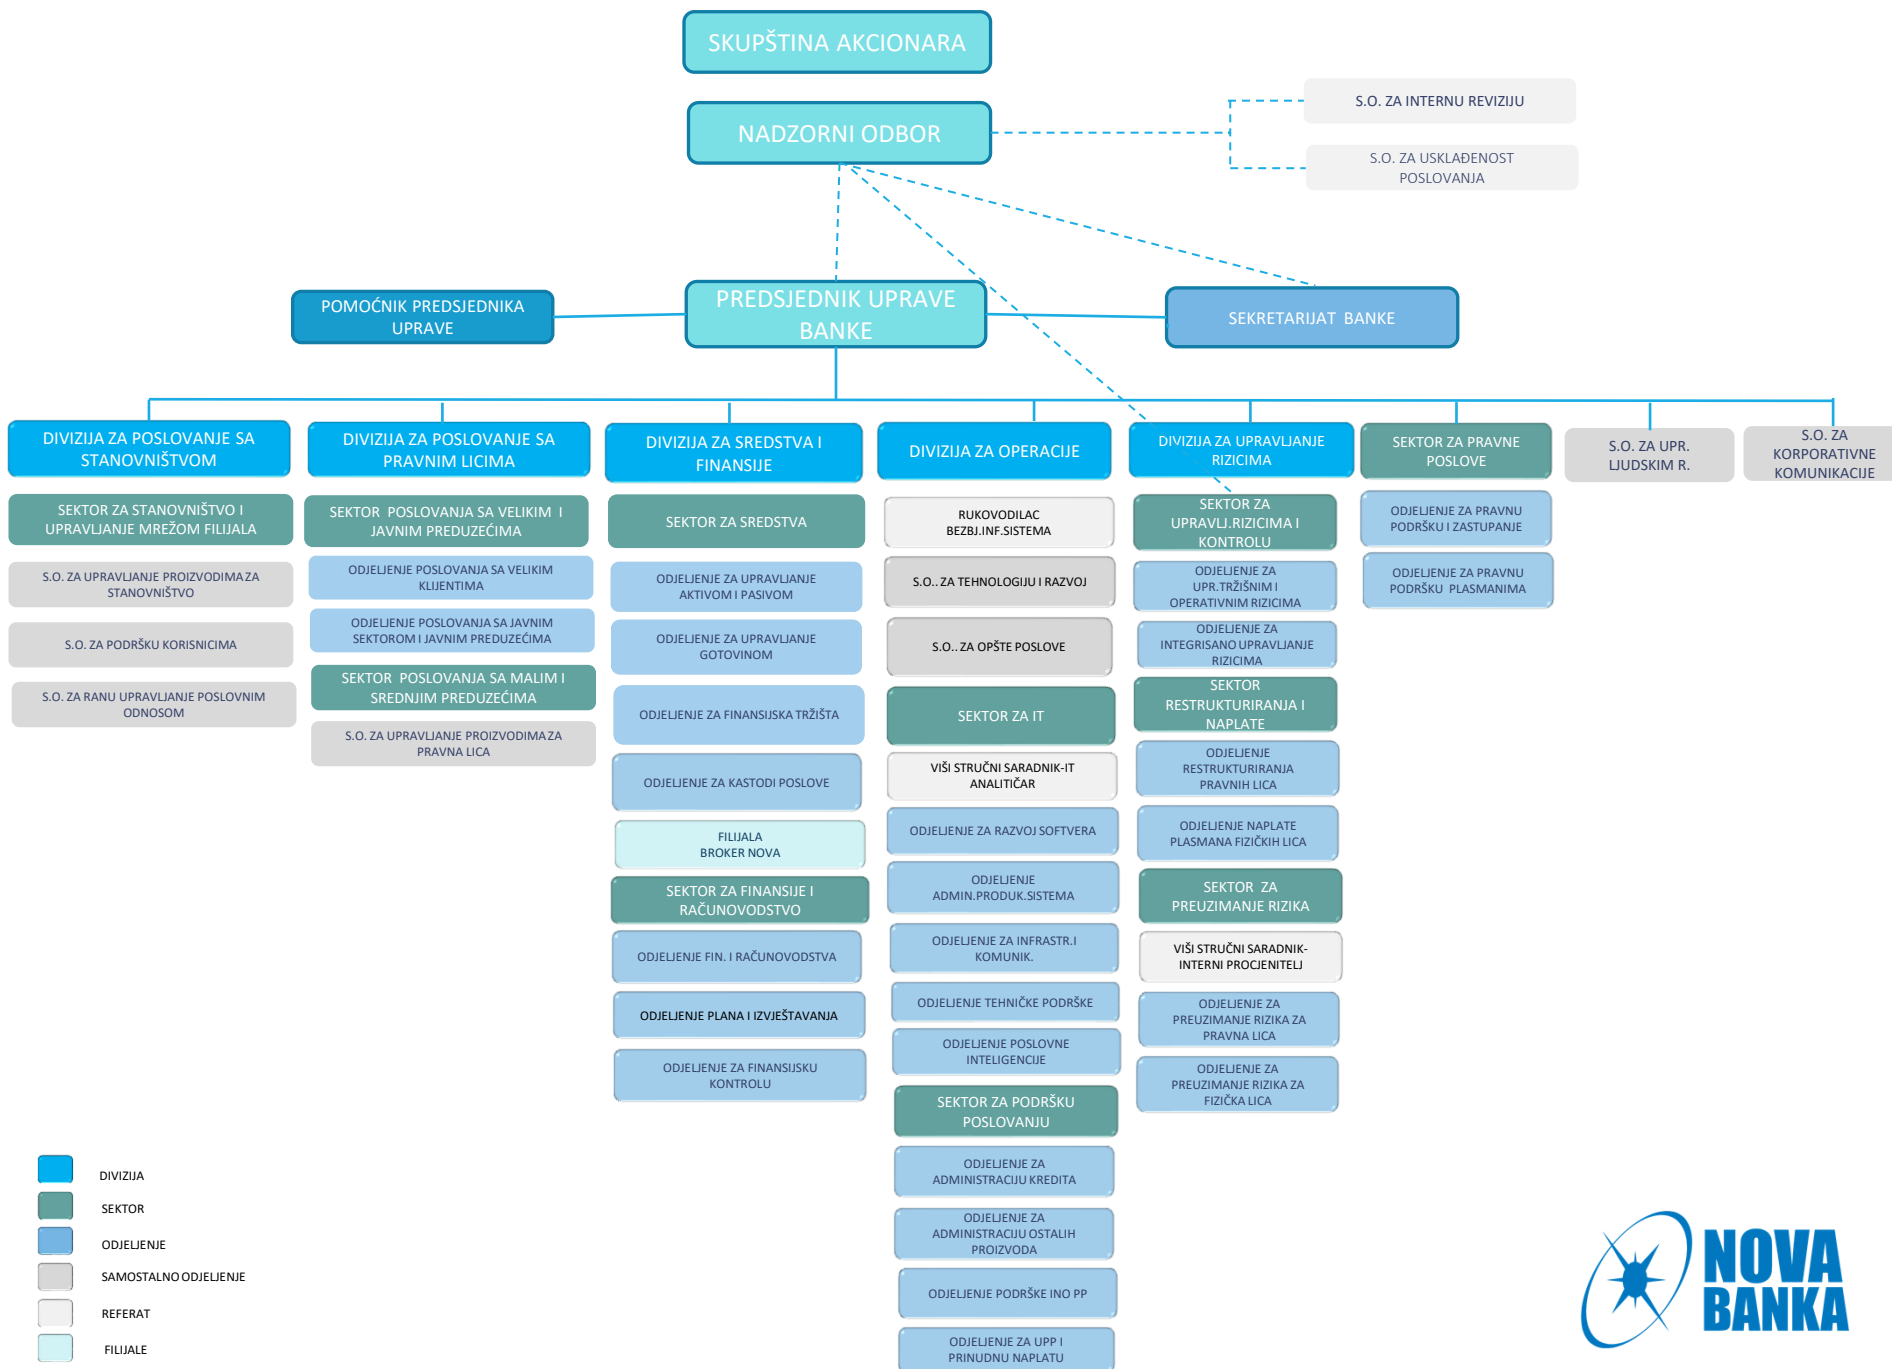 SKUPŠTINA AKCIONARA
NADZORNI ODBOR
S.O. ZA INTERNU REVIZIJU
S.O. ZA USKLAĐENOST
POSLOVANJA
POMOĆNIK PREDSJEDNIKA
UPRAVE
PREDSJEDNIK UPRAVE
BANKE
SEKRETARIJAT BANKE
DIVIZIJA ZA POSLOVANJE SA
STANOVNIŠTVOM
SEKTOR ZA STANOVNIŠTVO I
UPRAVLJANJE MREŽOM FILIJALA
S.O. ZA UPRAVLJANJE PROIZVODIMA ZA
STANOVNIŠTVO
S.O. ZA PODRŠKU KORISNICIMA
S.O. ZA RANU UPRAVLJANJE POSLOVNIM
ODNOSOM
DIVIZIJA ZA POSLOVANJE SA
PRAVNIM LICIMA
SEKTOR POSLOVANJA SA VELIKIM I
JAVNIM PREDUZEĆIMA
ODJELJENJE POSLOVANJA SA VELIKIM
KLIJENTIMA
ODJELJENJE POSLOVANJA SA JAVNIM
SEKTOROM I JAVNIM PREDUZEĆIMA
SEKTOR POSLOVANJA SA MALIM I
SREDNJIM PREDUZEĆIMA
S.O. ZA UPRAVLJANJE PROIZVODIMA ZA
PRAVNA LICA
DIVIZIJA ZA SREDSTVA I
FINANSIJE
SEKTOR ZA SREDSTVA
ODJELJENJE ZA UPRAVLJANJE
AKTIVOM I PASIVOM
ODJELJENJE ZA UPRAVLJANJE
GOTOVINOM
ODJELJENJE ZA FINANSIJSKA TRŽIŠTA
ODJELJENJE ZA KASTODI POSLOVE
FILIJALA
BROKER NOVA
SEKTOR ZA FINANSIJE I
RAČUNOVODSTVO
ODJELJENJE FIN. I RAČUNOVODSTVA
ODJELJENJE PLANA I IZVJEŠTAVANJA
ODJELJENJE ZA FINANSIJSKU
KONTROLU
DIVIZIJA ZA OPERACIJE
RUKOVODILAC
BEZBJ.INF.SISTEMA
S.O.. ZA TEHNOLOGIJU I RAZVOJ
S.O.. ZA OPŠTE POSLOVE
SEKTOR ZA IT
VIŠI STRUČNI SARADNIK-IT
ANALITIČAR
ODJELJENJE ZA RAZVOJ SOFTVERA
ODJELJENJE
ADMIN.PRODUK.SISTEMA
ODJELJENJE ZA INFRASTR.I
KOMUNIK.
ODJELJENJE TEHNIČKE PODRŠKE
ODJELJENJE POSLOVNE
INTELIGENCIJE
SEKTOR ZA PODRŠKU
POSLOVANJU
ODJELJENJE ZA
ADMINISTRACIJU KREDITA
ODJELJENJE ZA
ADMINISTRACIJU OSTALIH
PROIZVODA
ODJELJENJE PODRŠKE INO PP
ODJELJENJE ZA UPP I
PRINUDNU NAPLATU
DIVIZIJA ZA UPRAVLJANJE
RIZICIMA
SEKTOR ZA
UPRAVLJ.RIZICIMA I
KONTROLU
ODJELJENJE ZA
UPR.TRŽIŠNIM I
OPERATIVNIM RIZICIMA
ODJELJENJE ZA
INTEGRISANO UPRAVLJANJE
RIZICIMA
SEKTOR
RESTRUKTURIRANJA I
NAPLATE
ODJELJENJE
RESTRUKTURIRANJA
PRAVNIH LICA
ODJELJENJE NAPLATE
PLASMANA FIZIČKIH LICA
SEKTOR ZA
PREUZIMANJE RIZIKA
VIŠI STRUČNI SARADNIK-
INTERNI PROCJENITELJ
ODJELJENJE ZA
PREUZIMANJE RIZIKA ZA
PRAVNA LICA
ODJELJENJE ZA
PREUZIMANJE RIZIKA ZA
FIZIČKA LICA
SEKTOR ZA PRAVNE
POSLOVE
ODJELJENJE ZA PRAVNU
PODRŠKU I ZASTUPANJE
ODJELJENJE ZA PRAVNU
PODRŠKU PLASMANIMA
S.O. ZA UPR.
LJUDSKIM R.
S.O. ZA
KORPORATIVNE
KOMUNIKACIJE
DIVIZIJA
SEKTOR
ODJELJENJE
SAMOSTALNO ODJELJENJE
REFERAT
FILIJALE
NOVA
BANKA